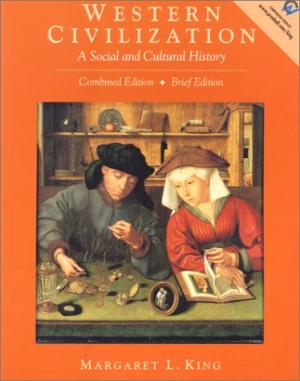 WESTERN
CIVILIZATION
A Social and Cultural History
Combined Edition ✦ Brief Edition
MARGARET L. KING